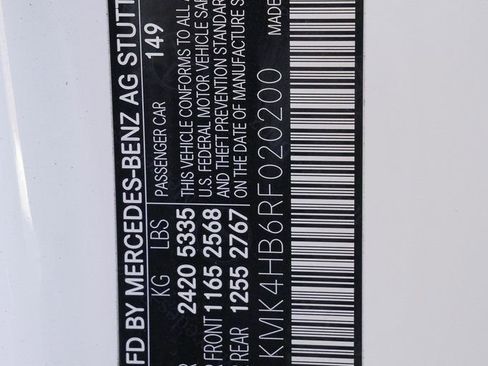 MFD BY MERCEDES-BENZ AG STUTT
149
KG LBS PASSENGER CAR
2420 5335 THIS VEHICLE CONFORMS TO ALL
FRONT 1165 2568 U.S. FEDERAL MOTOR VEHICLE SAF
REAR 1255 2767 AND THEFT PREVENTION STANDAR
ON THE DATE OF MANUFACTURE S
KMK4HB6RF020200 MADE